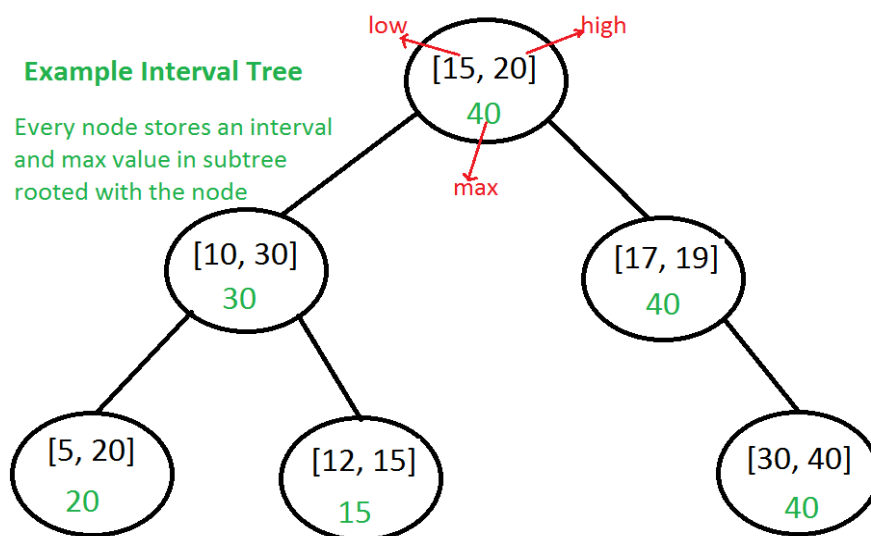 low
high
[15, 20]
40
max
Example Interval Tree
Every node stores an interval
and max value in subtree
rooted with the node
[10, 30]
30
[17, 19]
40
[5, 20]
20
[12, 15]
15
[30, 40]
40